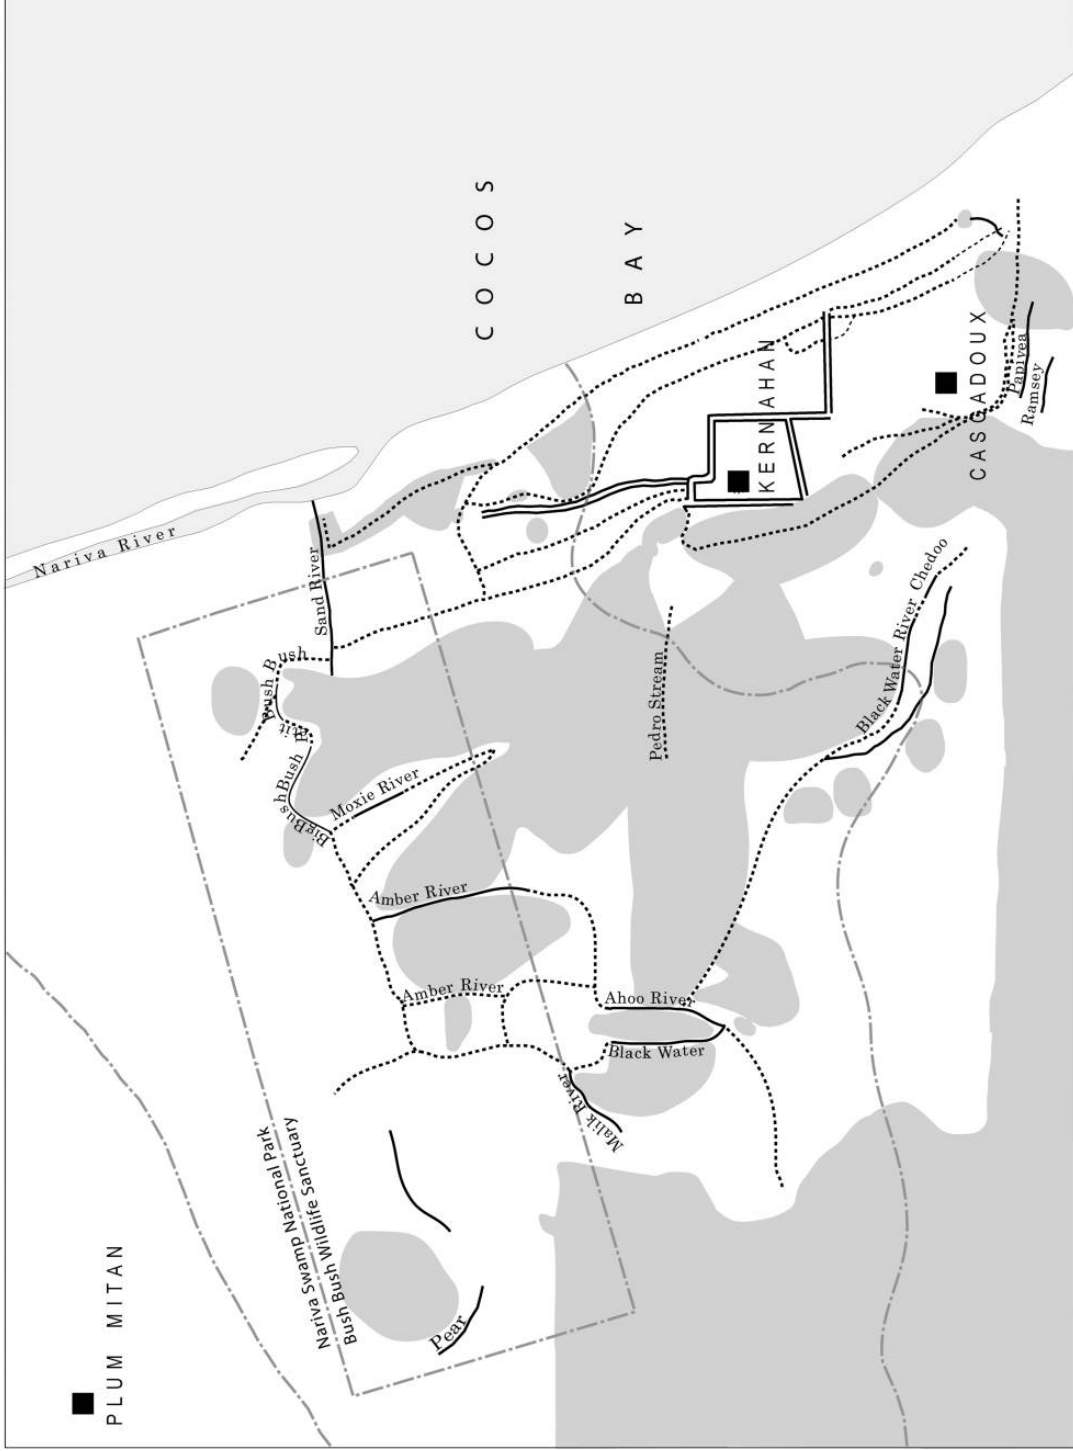 COCOS
BAY
Nariva River
Sand River
Bush Bush
Petit
Big Bush Bush
Moxie River
Amber River
Amber River
Ahoo River
Black Water
Malik River
Pedro Stream
Black Water River Chedoo
KERNAHAN
CASCADOUX
Papivea
Ramsey
Nariva Swamp National Park
Bush Bush Wildlife Sanctuary
Pear
PLUM MITAN